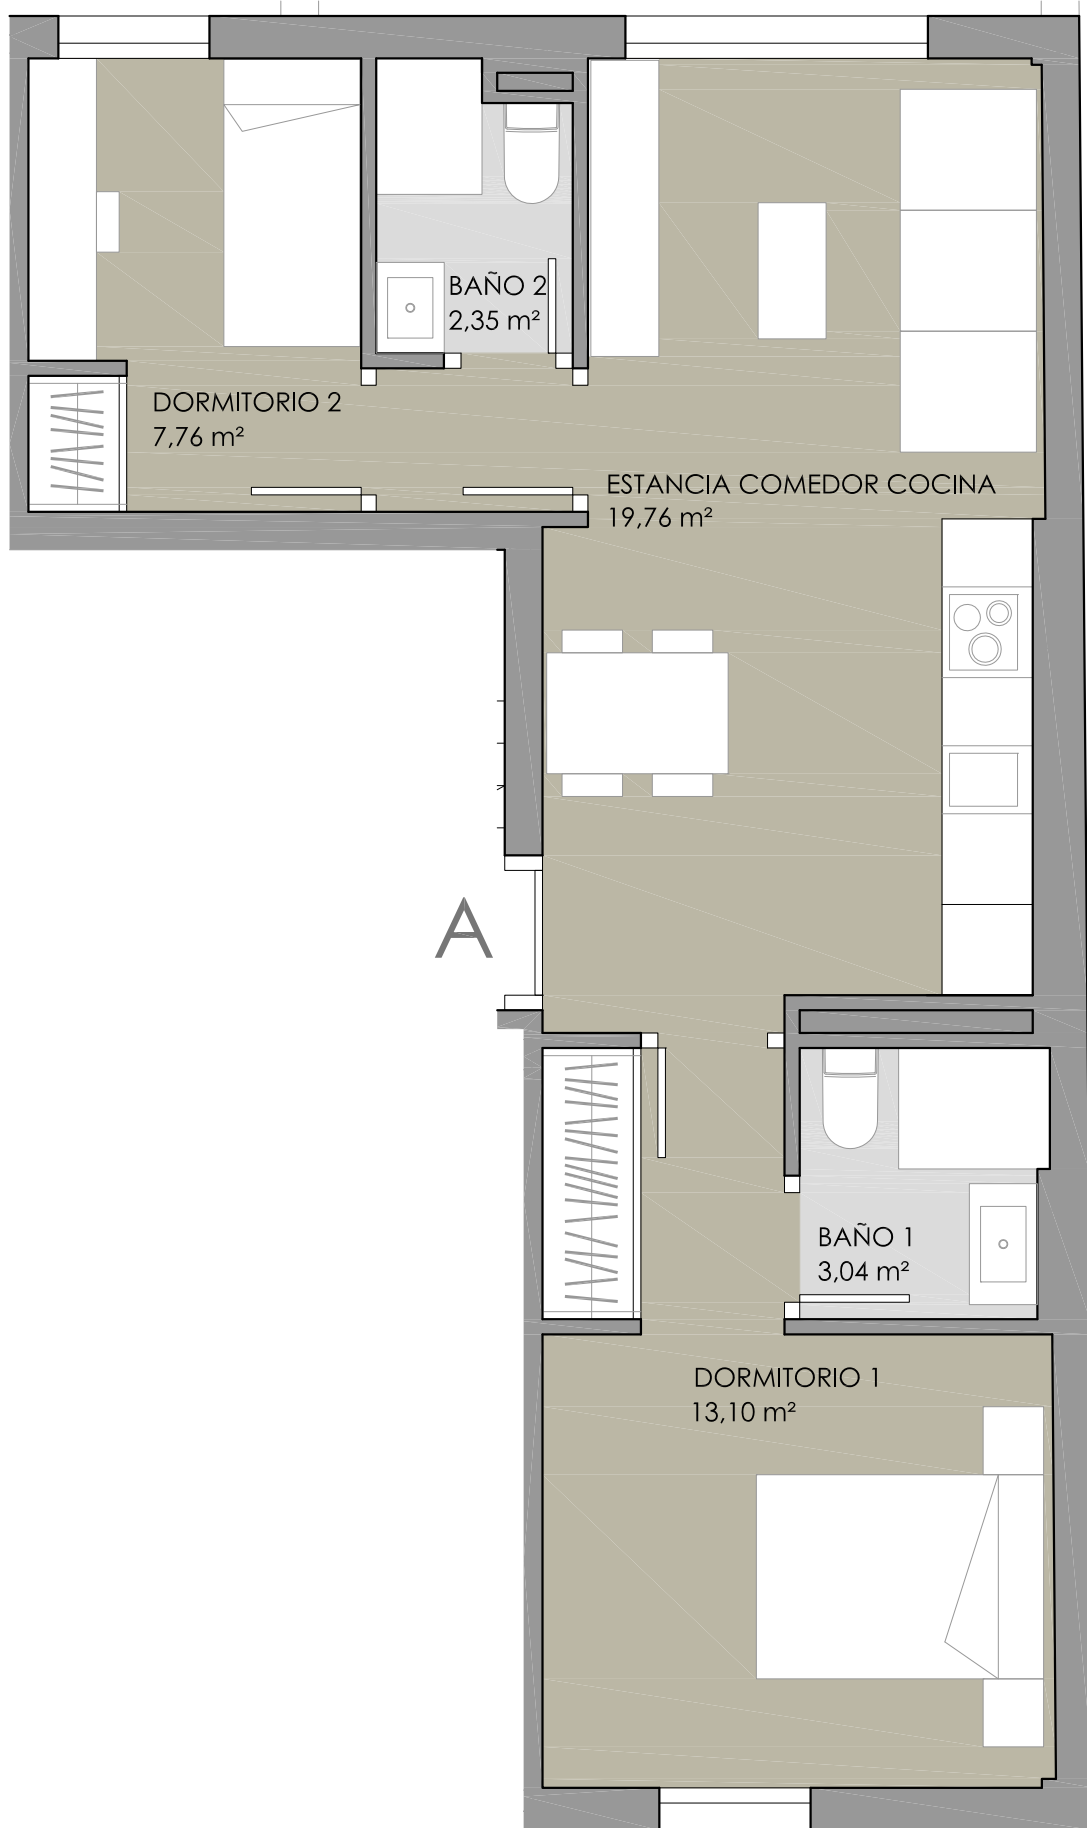 BAÑO 2
2,35 m²
DORMITORIO 2
7,76 m²
ESTANCIA COMEDOR COCINA
19,76 m²
A
BAÑO 1
3,04 m²
DORMITORIO 1
13,10 m²